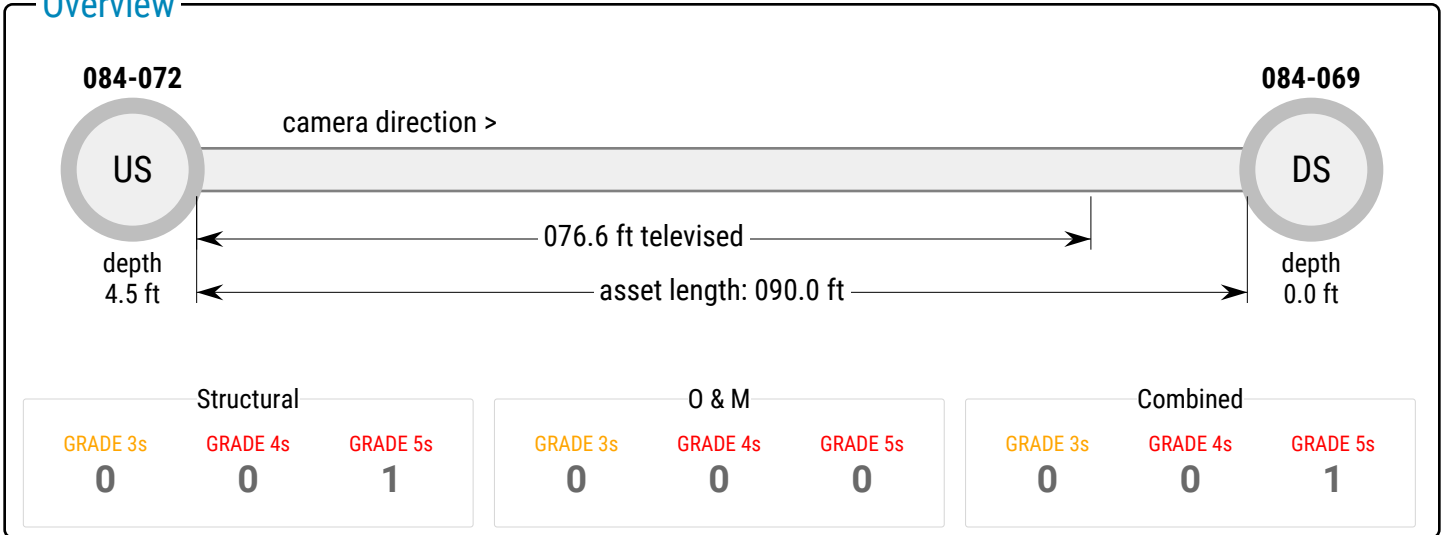 Overview
084-072
084-069
camera direction >
US
DS
076.6 ft televised
depth
4.5 ft
asset length: 090.0 ft
depth
0.0 ft
Structural
GRADE 3s
GRADE 4s
GRADE 5s
0
0
1
O & M
GRADE 3s
GRADE 4s
GRADE 5s
0
0
0
Combined
GRADE 3s
GRADE 4s
GRADE 5s
0
0
1